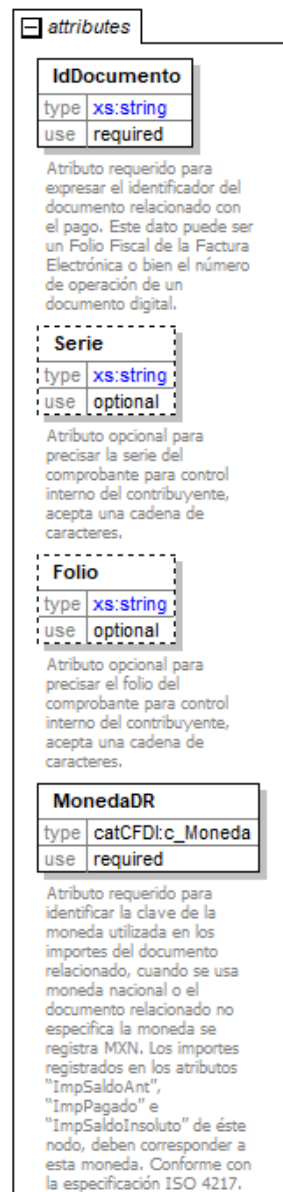 attributes
IdDocumento
type xs:string
use required
Atributo requerido para
expresar el identificador del
documento relacionado con
el pago. Este dato puede ser
un Folio Fiscal de la Factura
Electrónica o bien el número
de operación de un
documento digital.
Serie
type xs:string
use optional
Atributo opcional para
precisar la serie del
comprobante para control
interno del contribuyente,
acepta una cadena de
caracteres.
Folio
type xs:string
use optional
Atributo opcional para
precisar el folio del
comprobante para control
interno del contribuyente,
acepta una cadena de
caracteres.
MonedaDR
type catCFDI:c_Moneda
use required
Atributo requerido para
identificar la clave de la
moneda utilizada en los
importes del documento
relacionado, cuando se usa
moneda nacional o el
documento relacionado no
especifica la moneda se
registra MXN. Los importes
registrados en los atributos
“ImpSaldoAnt”,
“ImpPagado” e
“ImpSaldoInsoluto” de éste
nodo, deben corresponder a
esta moneda. Conforme con
la especificación ISO 4217.